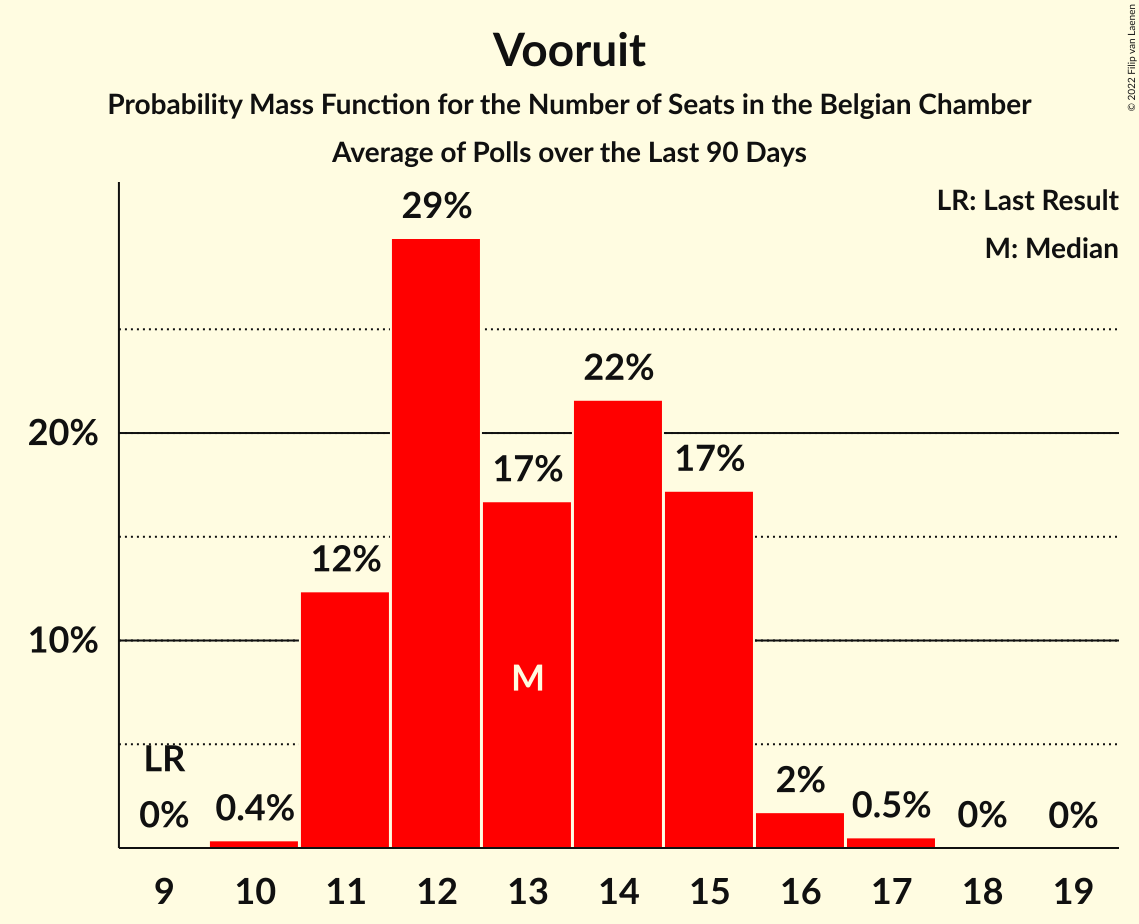 Vooruit
Probability Mass Function for the Number of Seats in the Belgian Chamber
Average of Polls over the Last 90 Days
© 2022 Filip van Laenen
LR: Last Result
M: Median
29%
22%
20%
17%
17%
12%
10%
M
LR
0%
0.4%
2%
0.5%
0%
0%
9 10 11 12 13 14 15 16 17 18 19